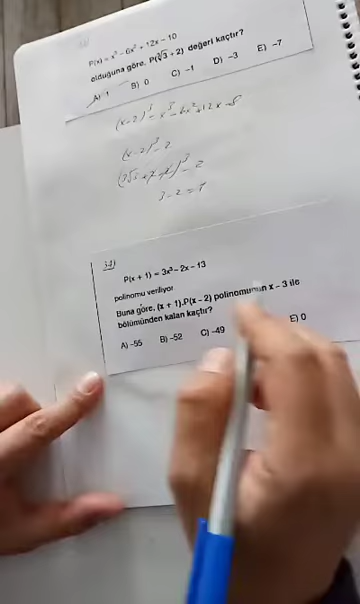 P(x) = x³ - 6x² + 12x - 10
olduğuna göre, P(∛3 + 2) değeri kaçtır?
A) 1 B) 0 C) -1 D) -3 E) -7
(x-2)³ = x³ - 6x² + 12x - 8
(x-2)³ - 2
(∛3 + 2 - 2)³ - 2
3 - 2 = 1
P(x + 1) = 3x³ - 2x - 13
polinomu veriliyor
Buna göre, (x + 1).P(x - 2) polinomunun x - 3 ile
bölümünden kalan kaçtır?
A) -55 B) -52 C) -49 E) 0